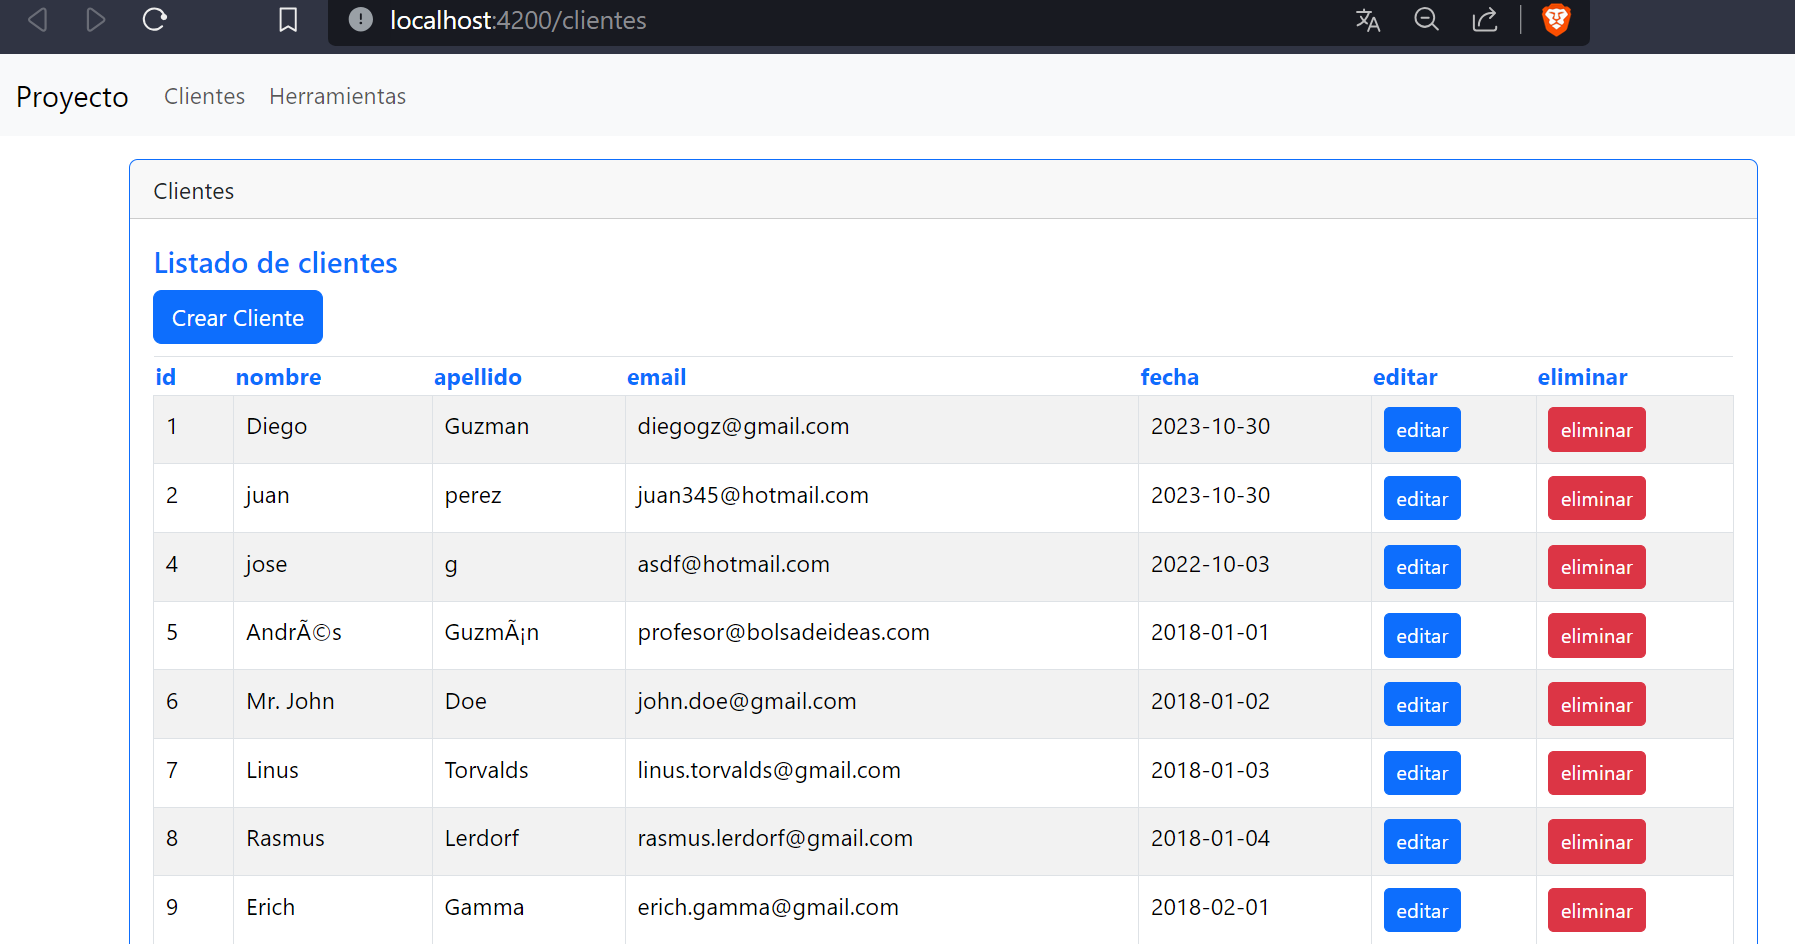 localhost:4200/clientes
Proyecto Clientes Herramientas
Clientes
Listado de clientes
Crear Cliente
id nombre apellido email fecha editar eliminar
1 Diego Guzman diegogz@gmail.com 2023-10-30 editar eliminar
2 juan perez juan345@hotmail.com 2023-10-30 editar eliminar
4 jose g asdf@hotmail.com 2022-10-03 editar eliminar
5 AndrÃ©s GuzmÃ¡n profesor@bolsadeideas.com 2018-01-01 editar eliminar
6 Mr. John Doe john.doe@gmail.com 2018-01-02 editar eliminar
7 Linus Torvalds linus.torvalds@gmail.com 2018-01-03 editar eliminar
8 Rasmus Lerdorf rasmus.lerdorf@gmail.com 2018-01-04 editar eliminar
9 Erich Gamma erich.gamma@gmail.com 2018-02-01 editar eliminar